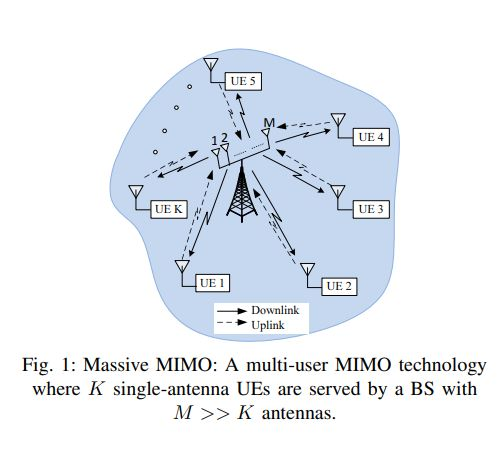 UE 5
1 2
M
UE 4
UE K
UE 3
UE 1
UE 2
Downlink
Uplink
Fig. 1: Massive MIMO: A multi-user MIMO technology
where K single-antenna UEs are served by a BS with
M >> K antennas.